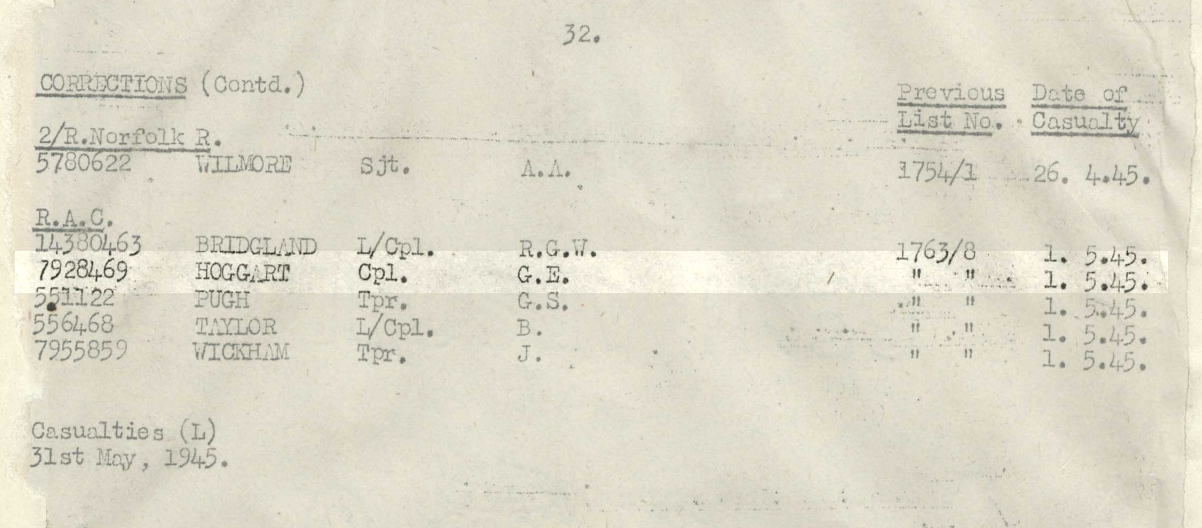 32.
CORRECTIONS (Contd.)
Previous Date of
List No. Casualty
2/R.Norfolk R.
5780622 WILMORE Sjt. A.A. 1754/1 26. 4.45.
R.A.C.
14380463 BRIDGLAND L/Cpl. R.G.W. 1763/8 1. 5.45.
7928469 HOGGART Cpl. G.E. " " 1. 5.45.
551122 PUGH Tpr. G.S. " " 1. 5.45.
556468 TAYLOR L/Cpl. B. " " 1. 5.45.
7955859 WICKHAM Tpr. J. " " 1. 5.45.
Casualties (L)
31st May, 1945.